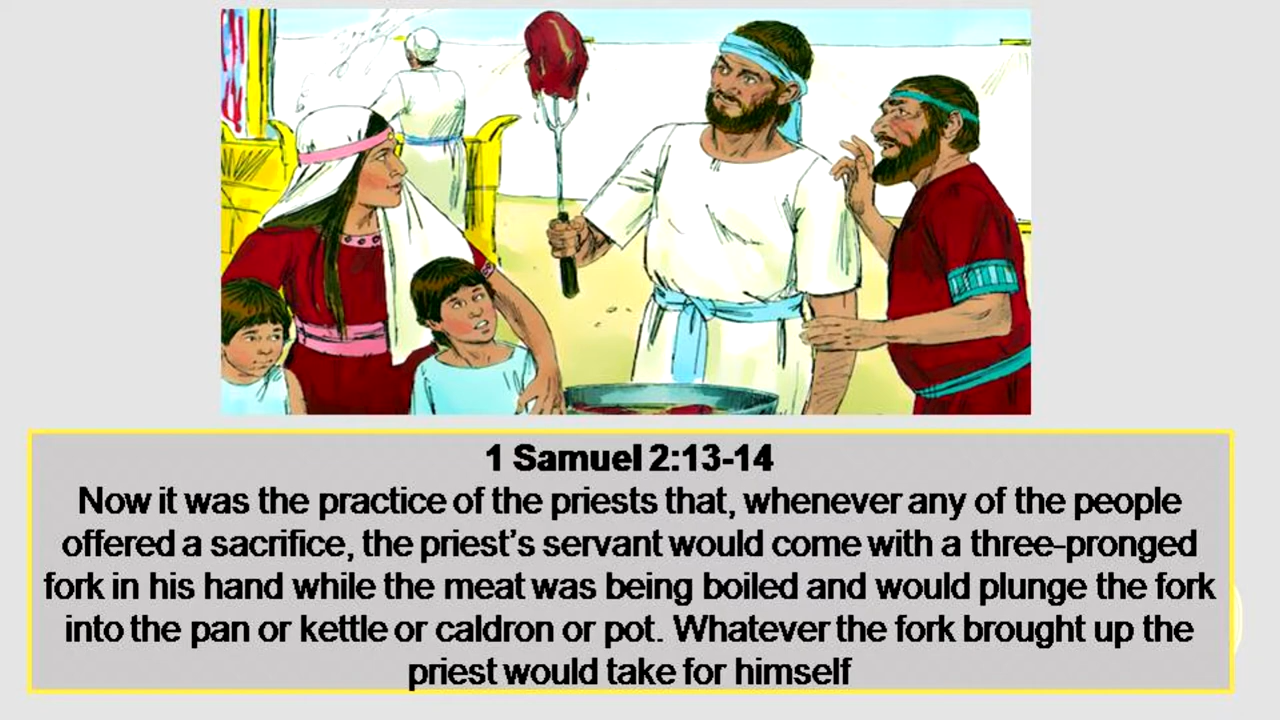 1 Samuel 2:13-14
Now it was the practice of the priests that, whenever any of the people
offered a sacrifice, the priest’s servant would come with a three-pronged
fork in his hand while the meat was being boiled and would plunge the fork
into the pan or kettle or caldron or pot. Whatever the fork brought up the
priest would take for himself